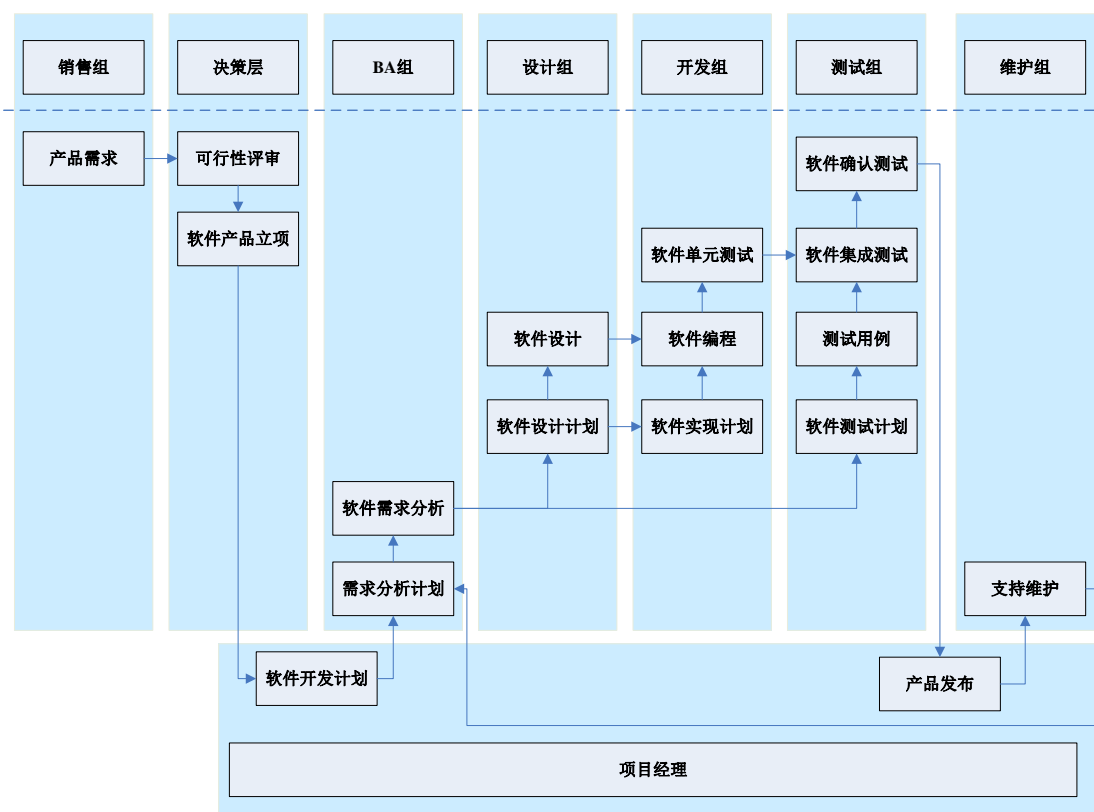 销售组
决策层
BA组
设计组
开发组
测试组
维护组
产品需求
可行性评审
软件确认测试
软件产品立项
软件单元测试
软件集成测试
软件设计
软件编程
测试用例
软件设计计划
软件实现计划
软件测试计划
软件需求分析
需求分析计划
支持维护
软件开发计划
产品发布
项目经理